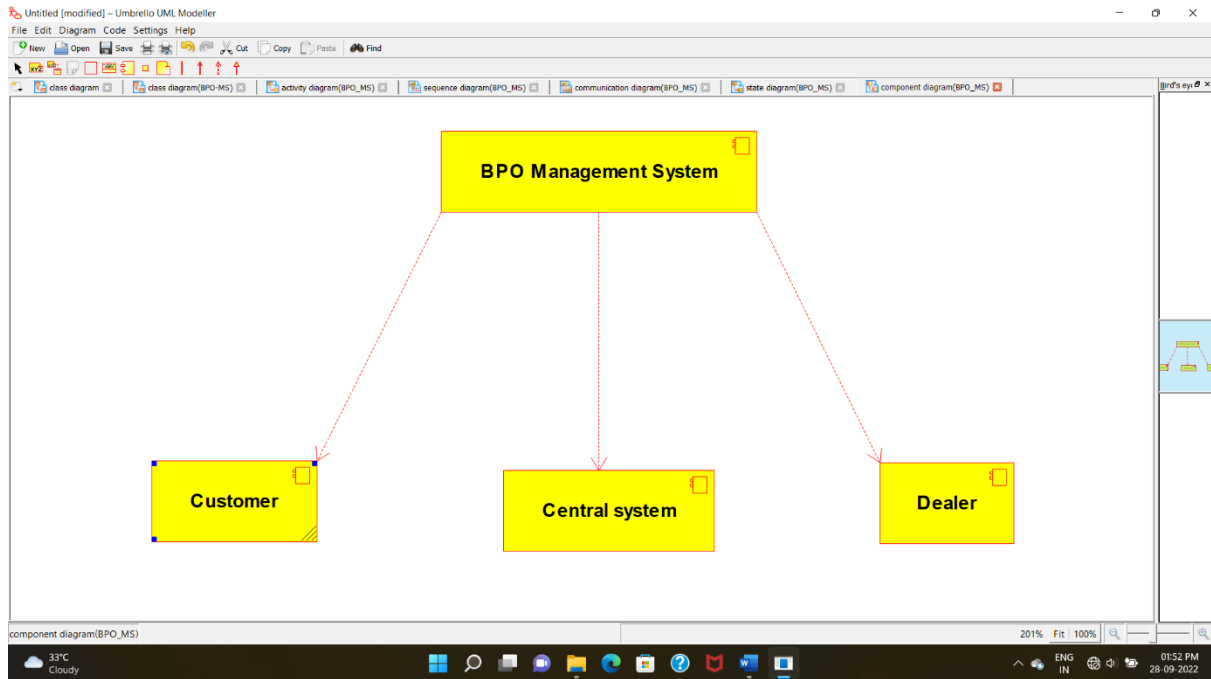 Untitled [modified] – Umbrello UML Modeller
File Edit Diagram Code Settings Help
New Open Save Cut Copy Paste Find
class diagram class diagram(BPO-MS) activity diagram(BPO_MS) sequence diagram(BPO_MS) communication diagram(BPO_MS) state diagram(BPO_MS) component diagram(BPO_MS) Bird's eye
BPO Management System
Customer
Central system
Dealer
component diagram(BPO_MS) 201% Fit 100%
33°C
Cloudy
ENG
IN
01:52 PM
28-09-2022